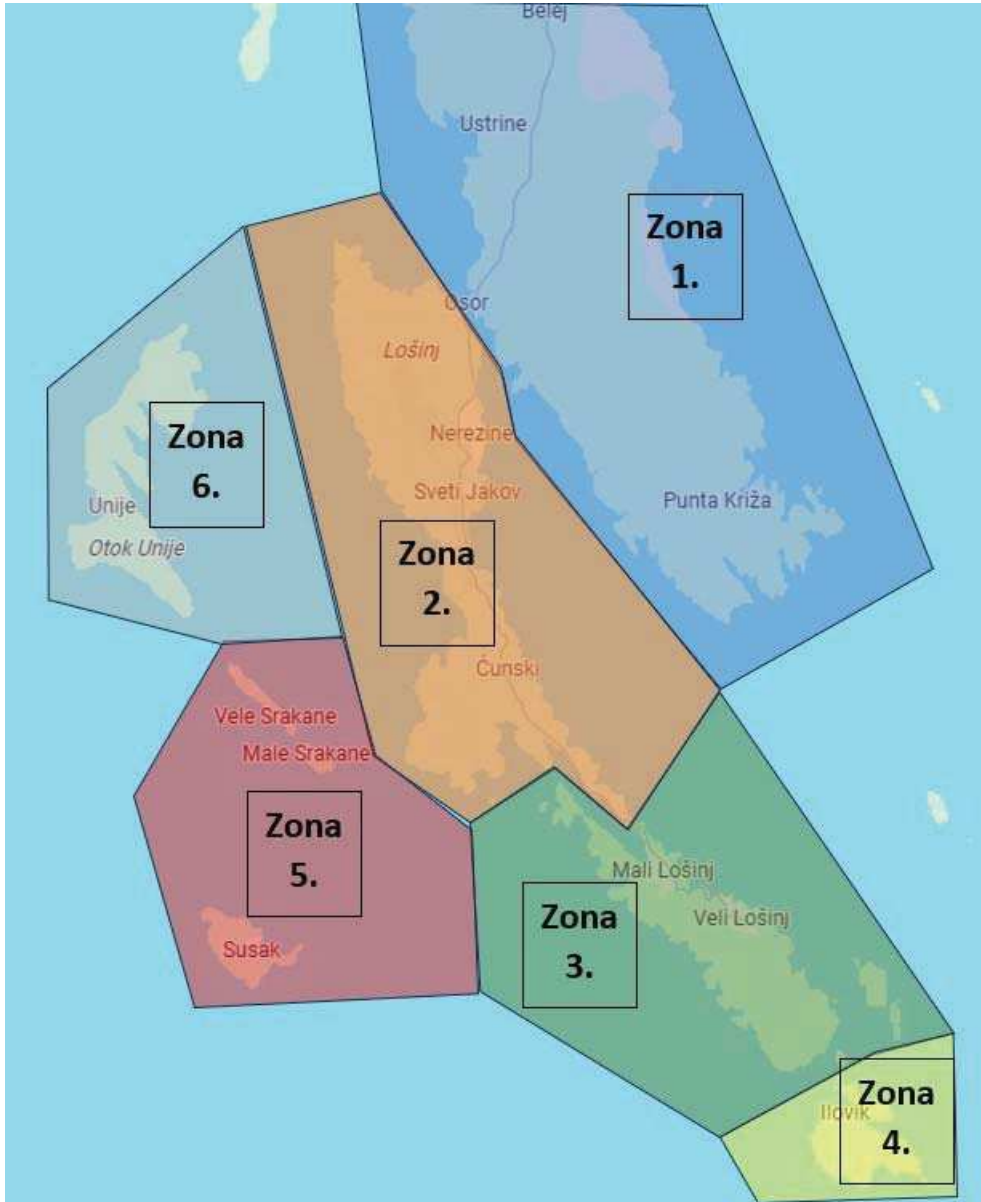 Belej
Ustrine
Zona
1.
Osor
Lošinj
Zona
6.
Nerezine
Sveti Jakov
Punta Križa
Unije
Otok Unije
Zona
2.
Ćunski
Vele Srakane
Male Srakane
Zona
5.
Mali Lošinj
Veli Lošinj
Zona
3.
Susak
Zona
4.
Ilovik